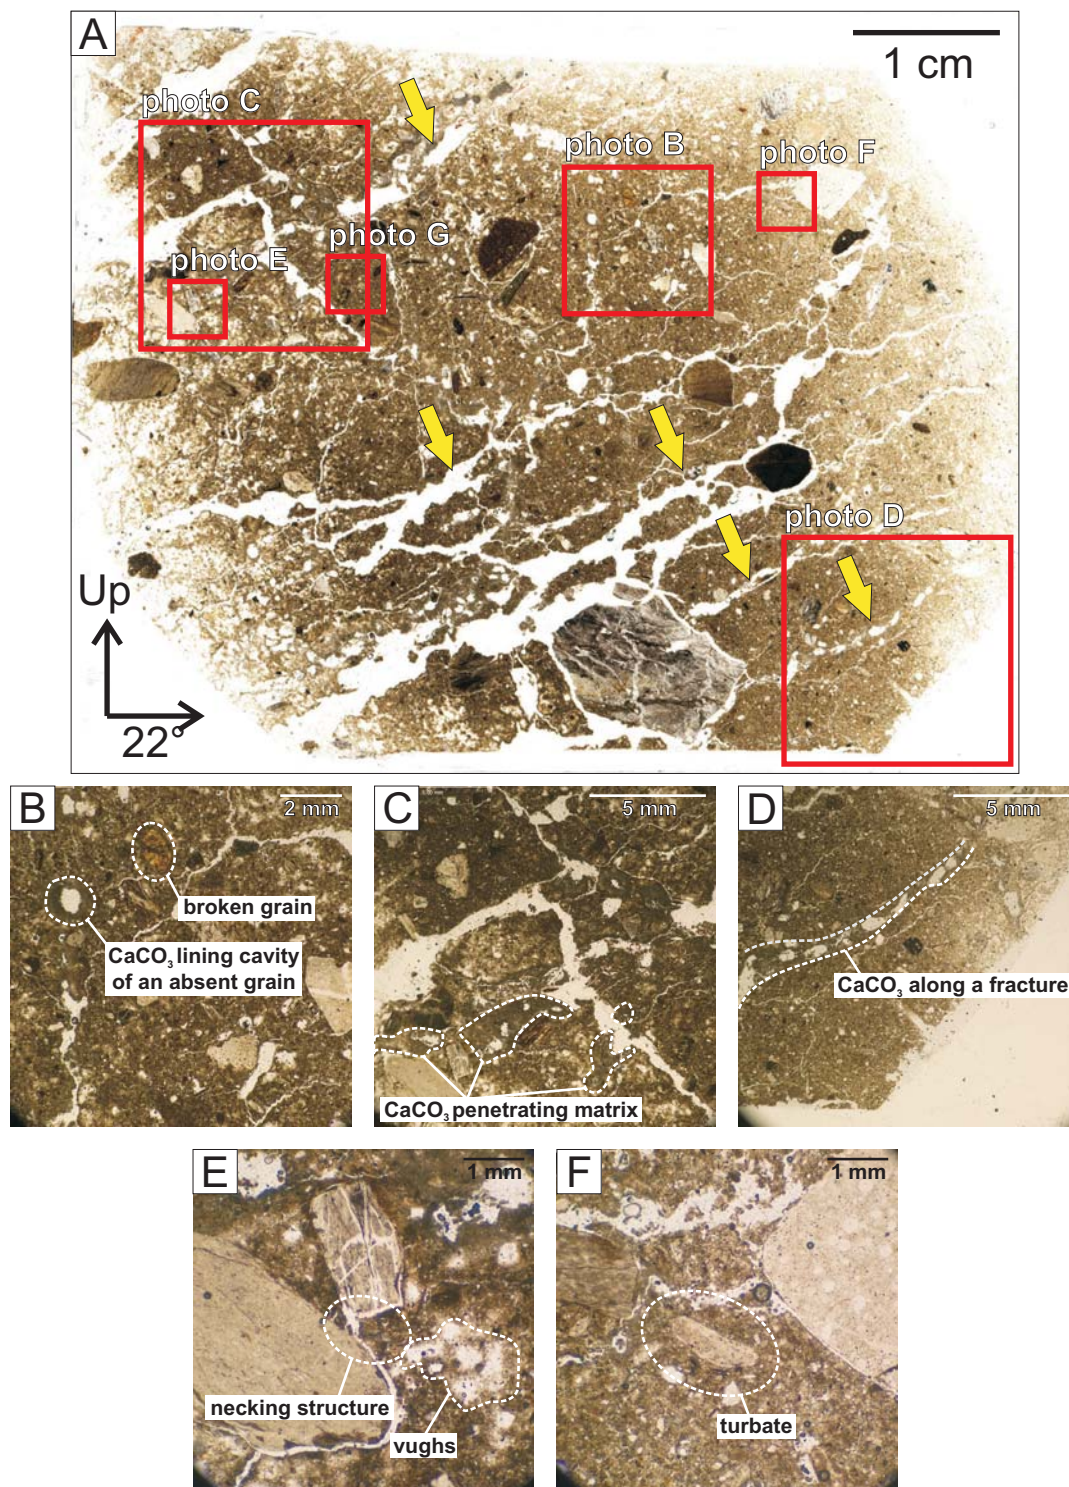 A
1 cm
photo C
photo B
photo F
photo G
photo E
photo D
Up
22°
B
2 mm
broken grain
CaCO₃ lining cavity
of an absent grain
C
5 mm
CaCO₃ penetrating matrix
D
5 mm
CaCO₃ along a fracture
E
1 mm
necking structure
vughs
F
1 mm
turbate